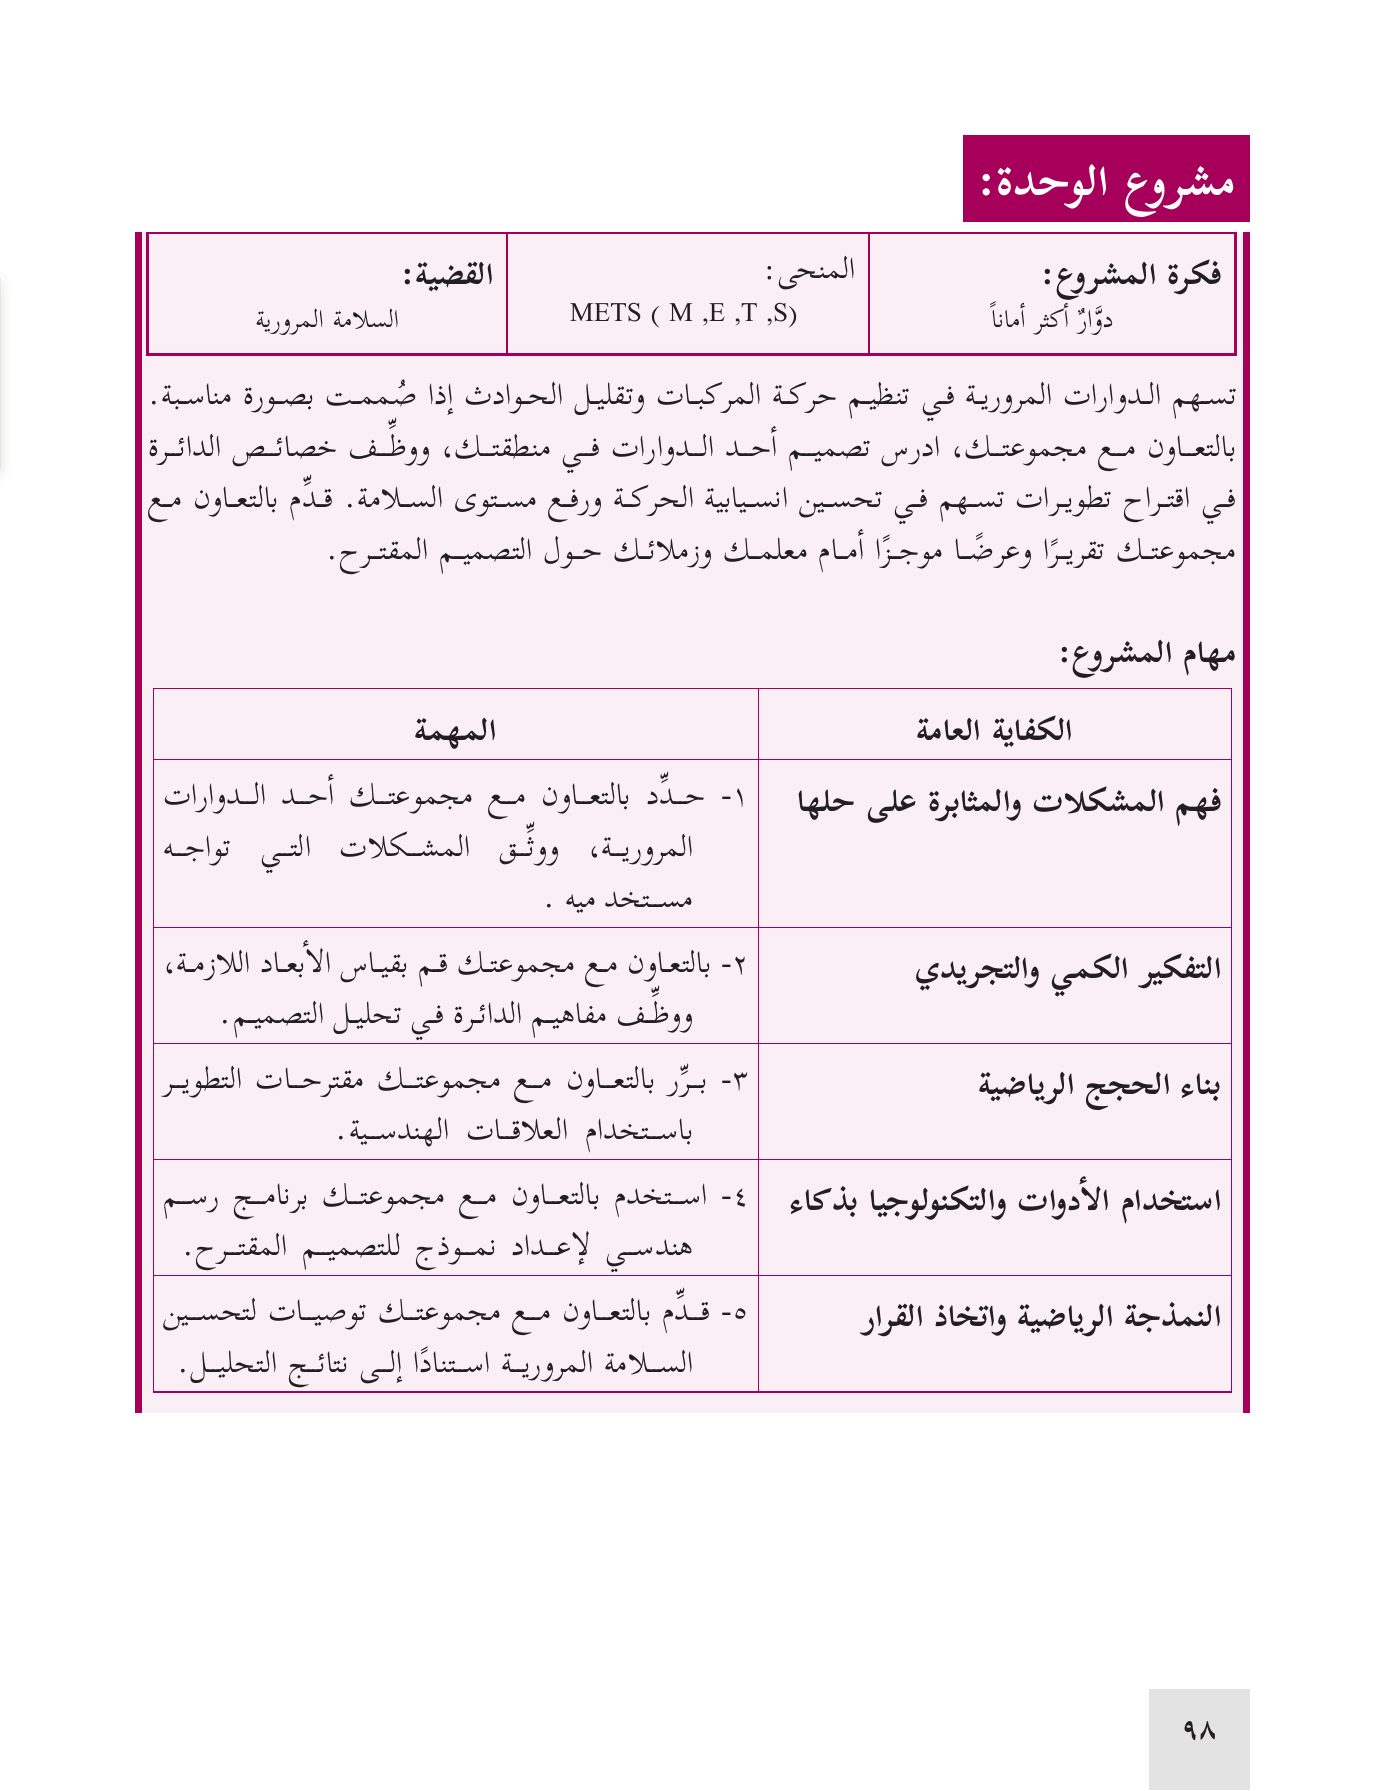 مشروع الوحدة:
فكرة المشروع:
دوَّارٌ أكثر أماناً
المنحى:
METS ( M ,E ,T ,S)
القضية:
السلامة المرورية
تسهم الدوارات المرورية في تنظيم حركة المركبات وتقليل الحوادث إذا صُممت بصورة مناسبة.
بالتعاون مع مجموعتك، ادرس تصميم أحد الدوارات في منطقتك، ووظِّف خصائص الدائرة
في اقتراح تطويرات تسهم في تحسين انسيابية الحركة ورفع مستوى السلامة. قدِّم بالتعاون مع
مجموعتك تقريرًا وعرضًا موجزًا أمام معلمك وزملائك حول التصميم المقترح.
مهام المشروع:
الكفاية العامة
المهمة
فهم المشكلات والمثابرة على حلها
١- حدِّد بالتعاون مع مجموعتك أحد الدوارات
المرورية، ووثِّق المشكلات التي تواجه
مستخد ميه .
التفكير الكمي والتجريدي
٢- بالتعاون مع مجموعتك قم بقياس الأبعاد اللازمة،
ووظِّف مفاهيم الدائرة في تحليل التصميم.
بناء الحجج الرياضية
٣- برِّر بالتعاون مع مجموعتك مقترحات التطوير
باستخدام العلاقات الهندسية.
استخدام الأدوات والتكنولوجيا بذكاء
٤- استخدم بالتعاون مع مجموعتك برنامج رسم
هندسي لإعداد نموذج للتصميم المقترح.
النمذجة الرياضية واتخاذ القرار
٥- قدِّم بالتعاون مع مجموعتك توصيات لتحسين
السلامة المرورية استنادًا إلى نتائج التحليل.
٩٨